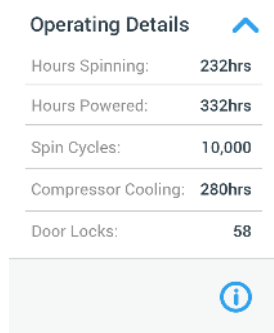 Operating Details
Hours Spinning: 232hrs
Hours Powered: 332hrs
Spin Cycles: 10,000
Compressor Cooling: 280hrs
Door Locks: 58